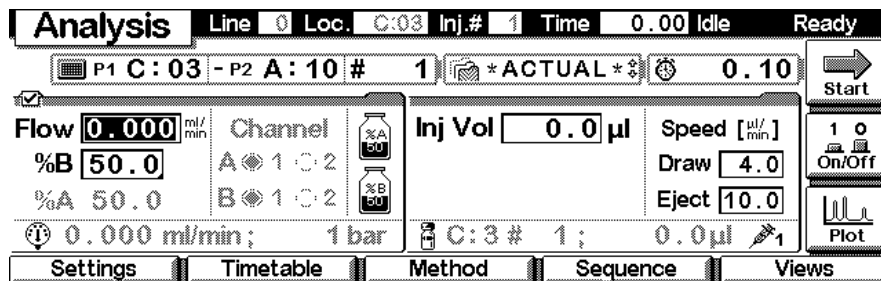 Analysis Line 0 Loc. C:03 Inj.# 1 Time 0.00 Idle Ready
P1 C:03 - P2 A:10 # 1 *ACTUAL* 0.10
Start
Flow 0.000 ml/min Channel %A 50 Inj Vol 0.0 µl Speed [µl/min]
1 0
On/Off
%B 50.0 A 1 2 Draw 4.0
%A 50.0 B 1 2 %B 50 Eject 10.0
Plot
0.000 ml/min; 1 bar C:3 # 1; 0.0µl 1
Settings Timetable Method Sequence Views